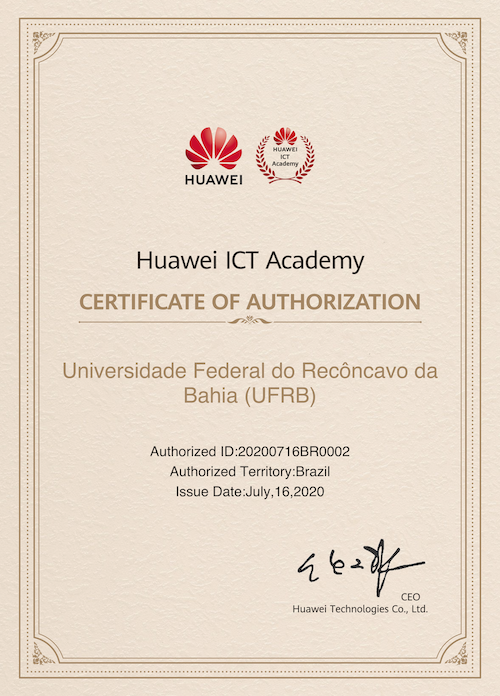 HUAWEI
HUAWEI
ICT
Academy
Huawei ICT Academy
CERTIFICATE OF AUTHORIZATION
Universidade Federal do Recôncavo da
Bahia (UFRB)
Authorized ID:20200716BR0002
Authorized Territory:Brazil
Issue Date:July,16,2020
CEO
Huawei Technologies Co., Ltd.